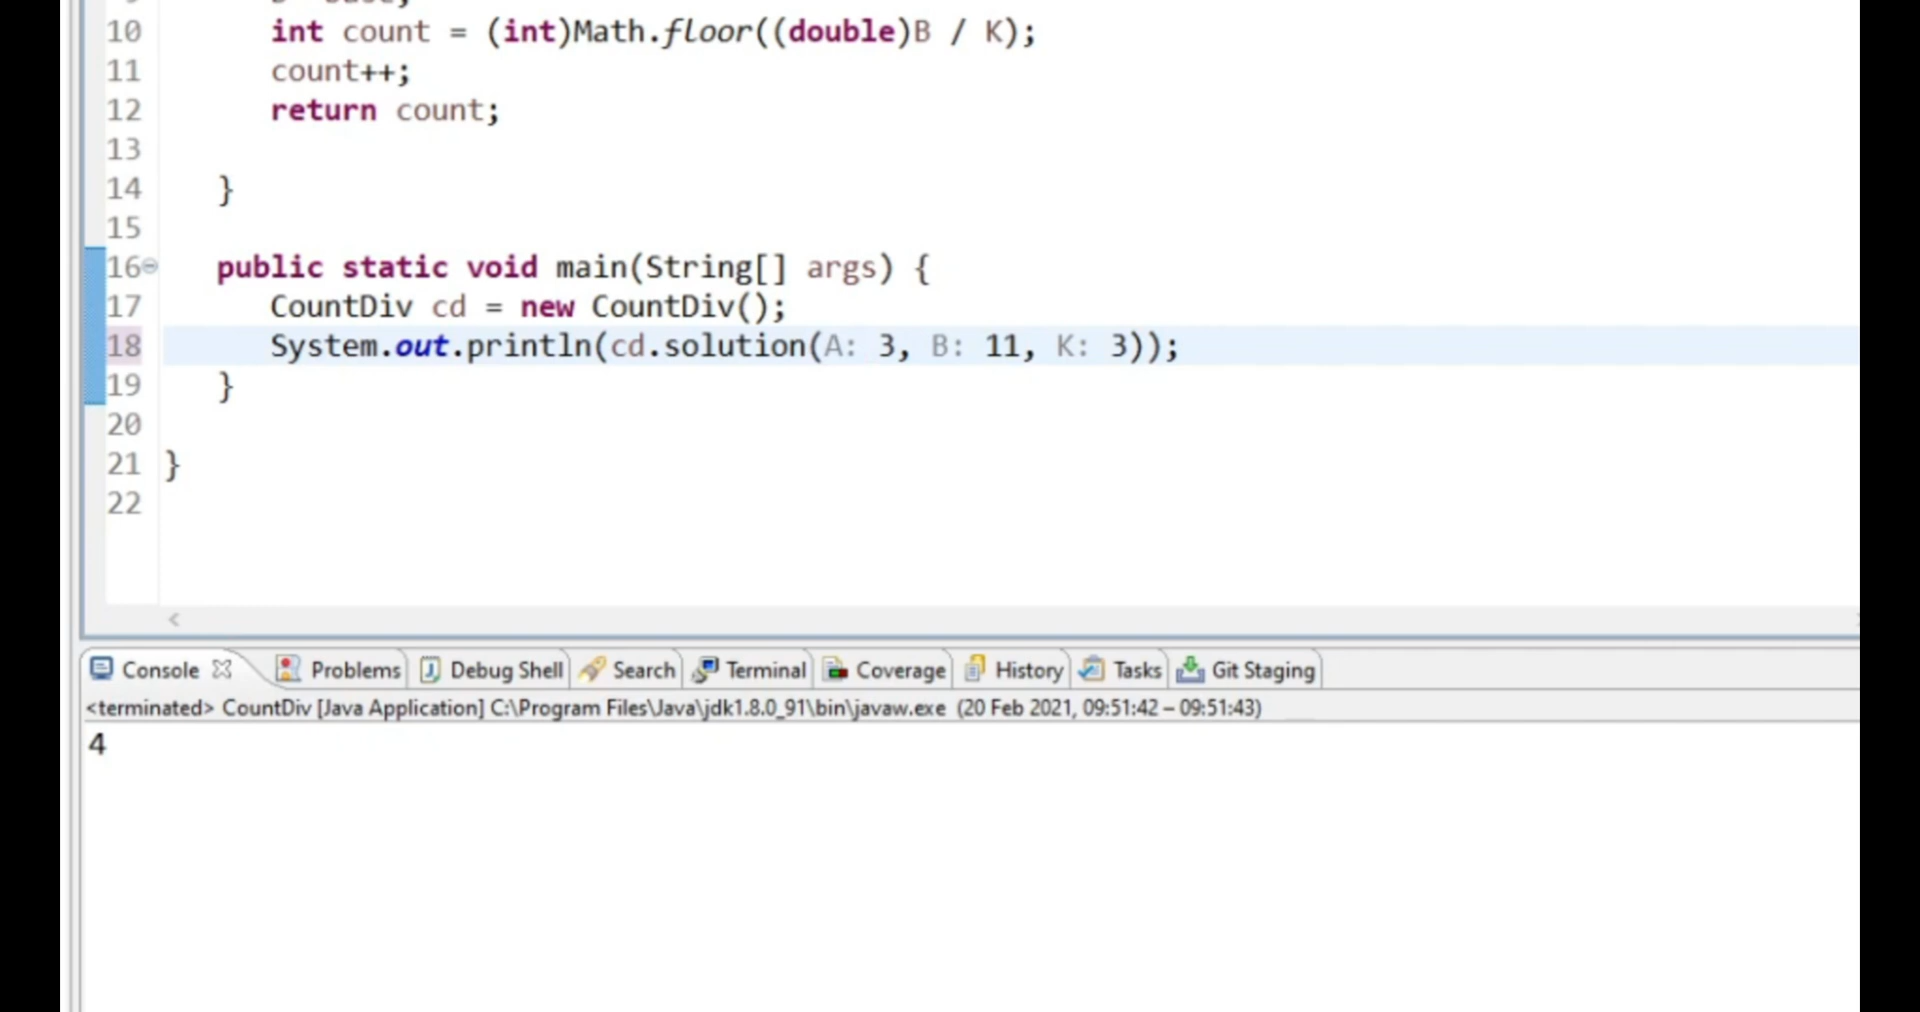 10 int count = (int)Math.floor((double)B / K);
11 count++;
12 return count;
13
14 }
15
16 public static void main(String[] args) {
17 CountDiv cd = new CountDiv();
18 System.out.println(cd.solution(A: 3, B: 11, K: 3));
19 }
20
21 }
22
Console Problems Debug Shell Search Terminal Coverage History Tasks Git Staging
<terminated> CountDiv [Java Application] C:\Program Files\Java\jdk1.8.0_91\bin\javaw.exe (20 Feb 2021, 09:51:42 – 09:51:43)
4